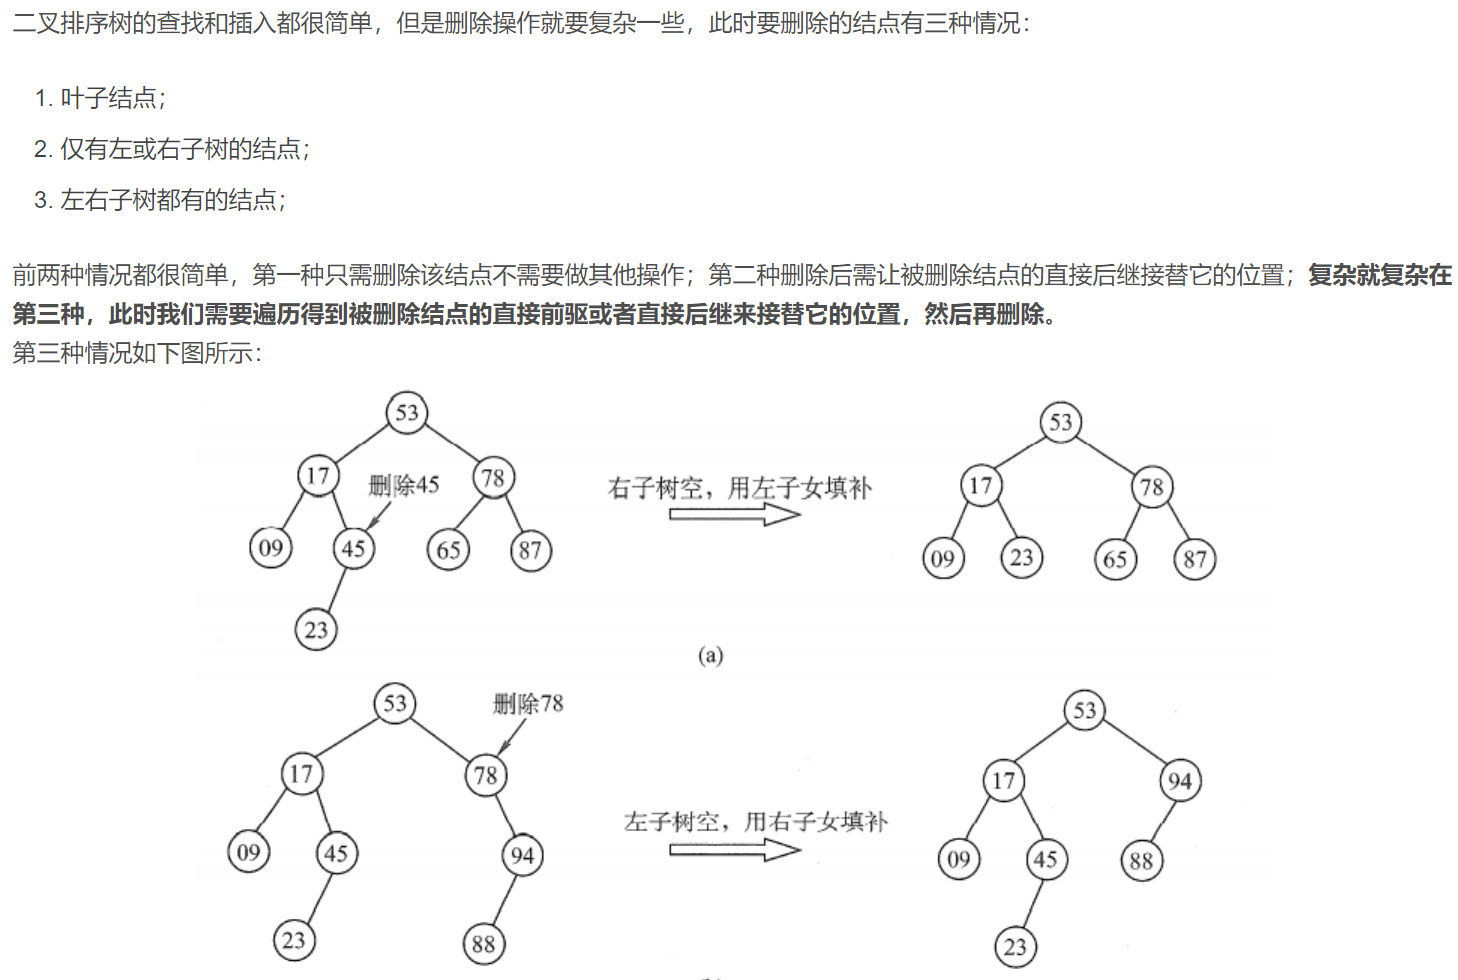 二叉排序树的查找和插入都很简单，但是删除操作就要复杂一些，此时要删除的结点有三种情况：
1. 叶子结点；
2. 仅有左或右子树的结点；
3. 左右子树都有的结点；
前两种情况都很简单，第一种只需删除该结点不需要做其他操作；第二种删除后需让被删除结点的直接后继接替它的位置；复杂就复杂在
第三种，此时我们需要遍历得到被删除结点的直接前驱或者直接后继来接替它的位置，然后再删除。
第三种情况如下图所示：
53
17
删除45
78
09
45
65
87
23
右子树空，用左子女填补
53
17
78
09
23
65
87
(a)
53
删除78
17
78
09
45
94
23
88
左子树空，用右子女填补
53
17
94
09
45
88
23